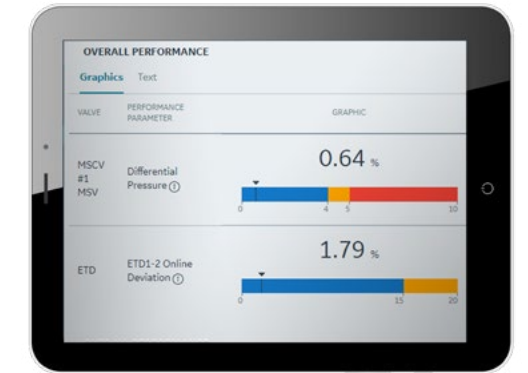 OVERALL PERFORMANCE
Graphics Text
VALVE PERFORMANCE PARAMETER GRAPHIC
MSCV #1 MSV
Differential Pressure
0.64 %
0 4 5 10
ETD
ETD1-2 Online Deviation
1.79 %
0 15 20